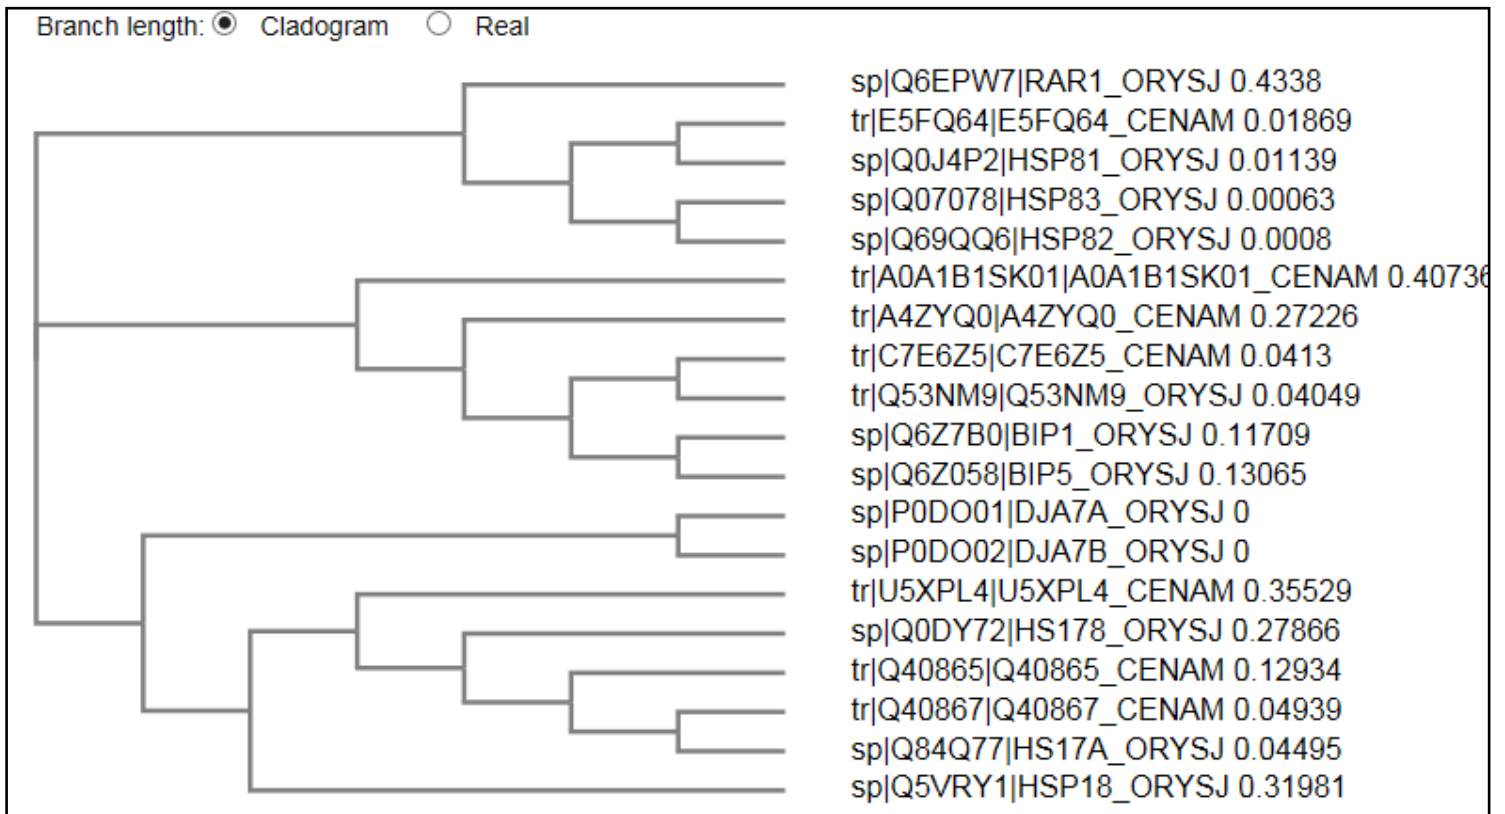 Branch length: Cladogram Real
sp|Q6EPW7|RAR1_ORYSJ 0.4338
tr|E5FQ64|E5FQ64_CENAM 0.01869
sp|Q0J4P2|HSP81_ORYSJ 0.01139
sp|Q07078|HSP83_ORYSJ 0.00063
sp|Q69QQ6|HSP82_ORYSJ 0.0008
tr|A0A1B1SK01|A0A1B1SK01_CENAM 0.40736
tr|A4ZYQ0|A4ZYQ0_CENAM 0.27226
tr|C7E6Z5|C7E6Z5_CENAM 0.0413
tr|Q53NM9|Q53NM9_ORYSJ 0.04049
sp|Q6Z7B0|BIP1_ORYSJ 0.11709
sp|Q6Z058|BIP5_ORYSJ 0.13065
sp|P0DO01|DJA7A_ORYSJ 0
sp|P0DO02|DJA7B_ORYSJ 0
tr|U5XPL4|U5XPL4_CENAM 0.35529
sp|Q0DY72|HS178_ORYSJ 0.27866
tr|Q40865|Q40865_CENAM 0.12934
tr|Q40867|Q40867_CENAM 0.04939
sp|Q84Q77|HS17A_ORYSJ 0.04495
sp|Q5VRY1|HSP18_ORYSJ 0.31981